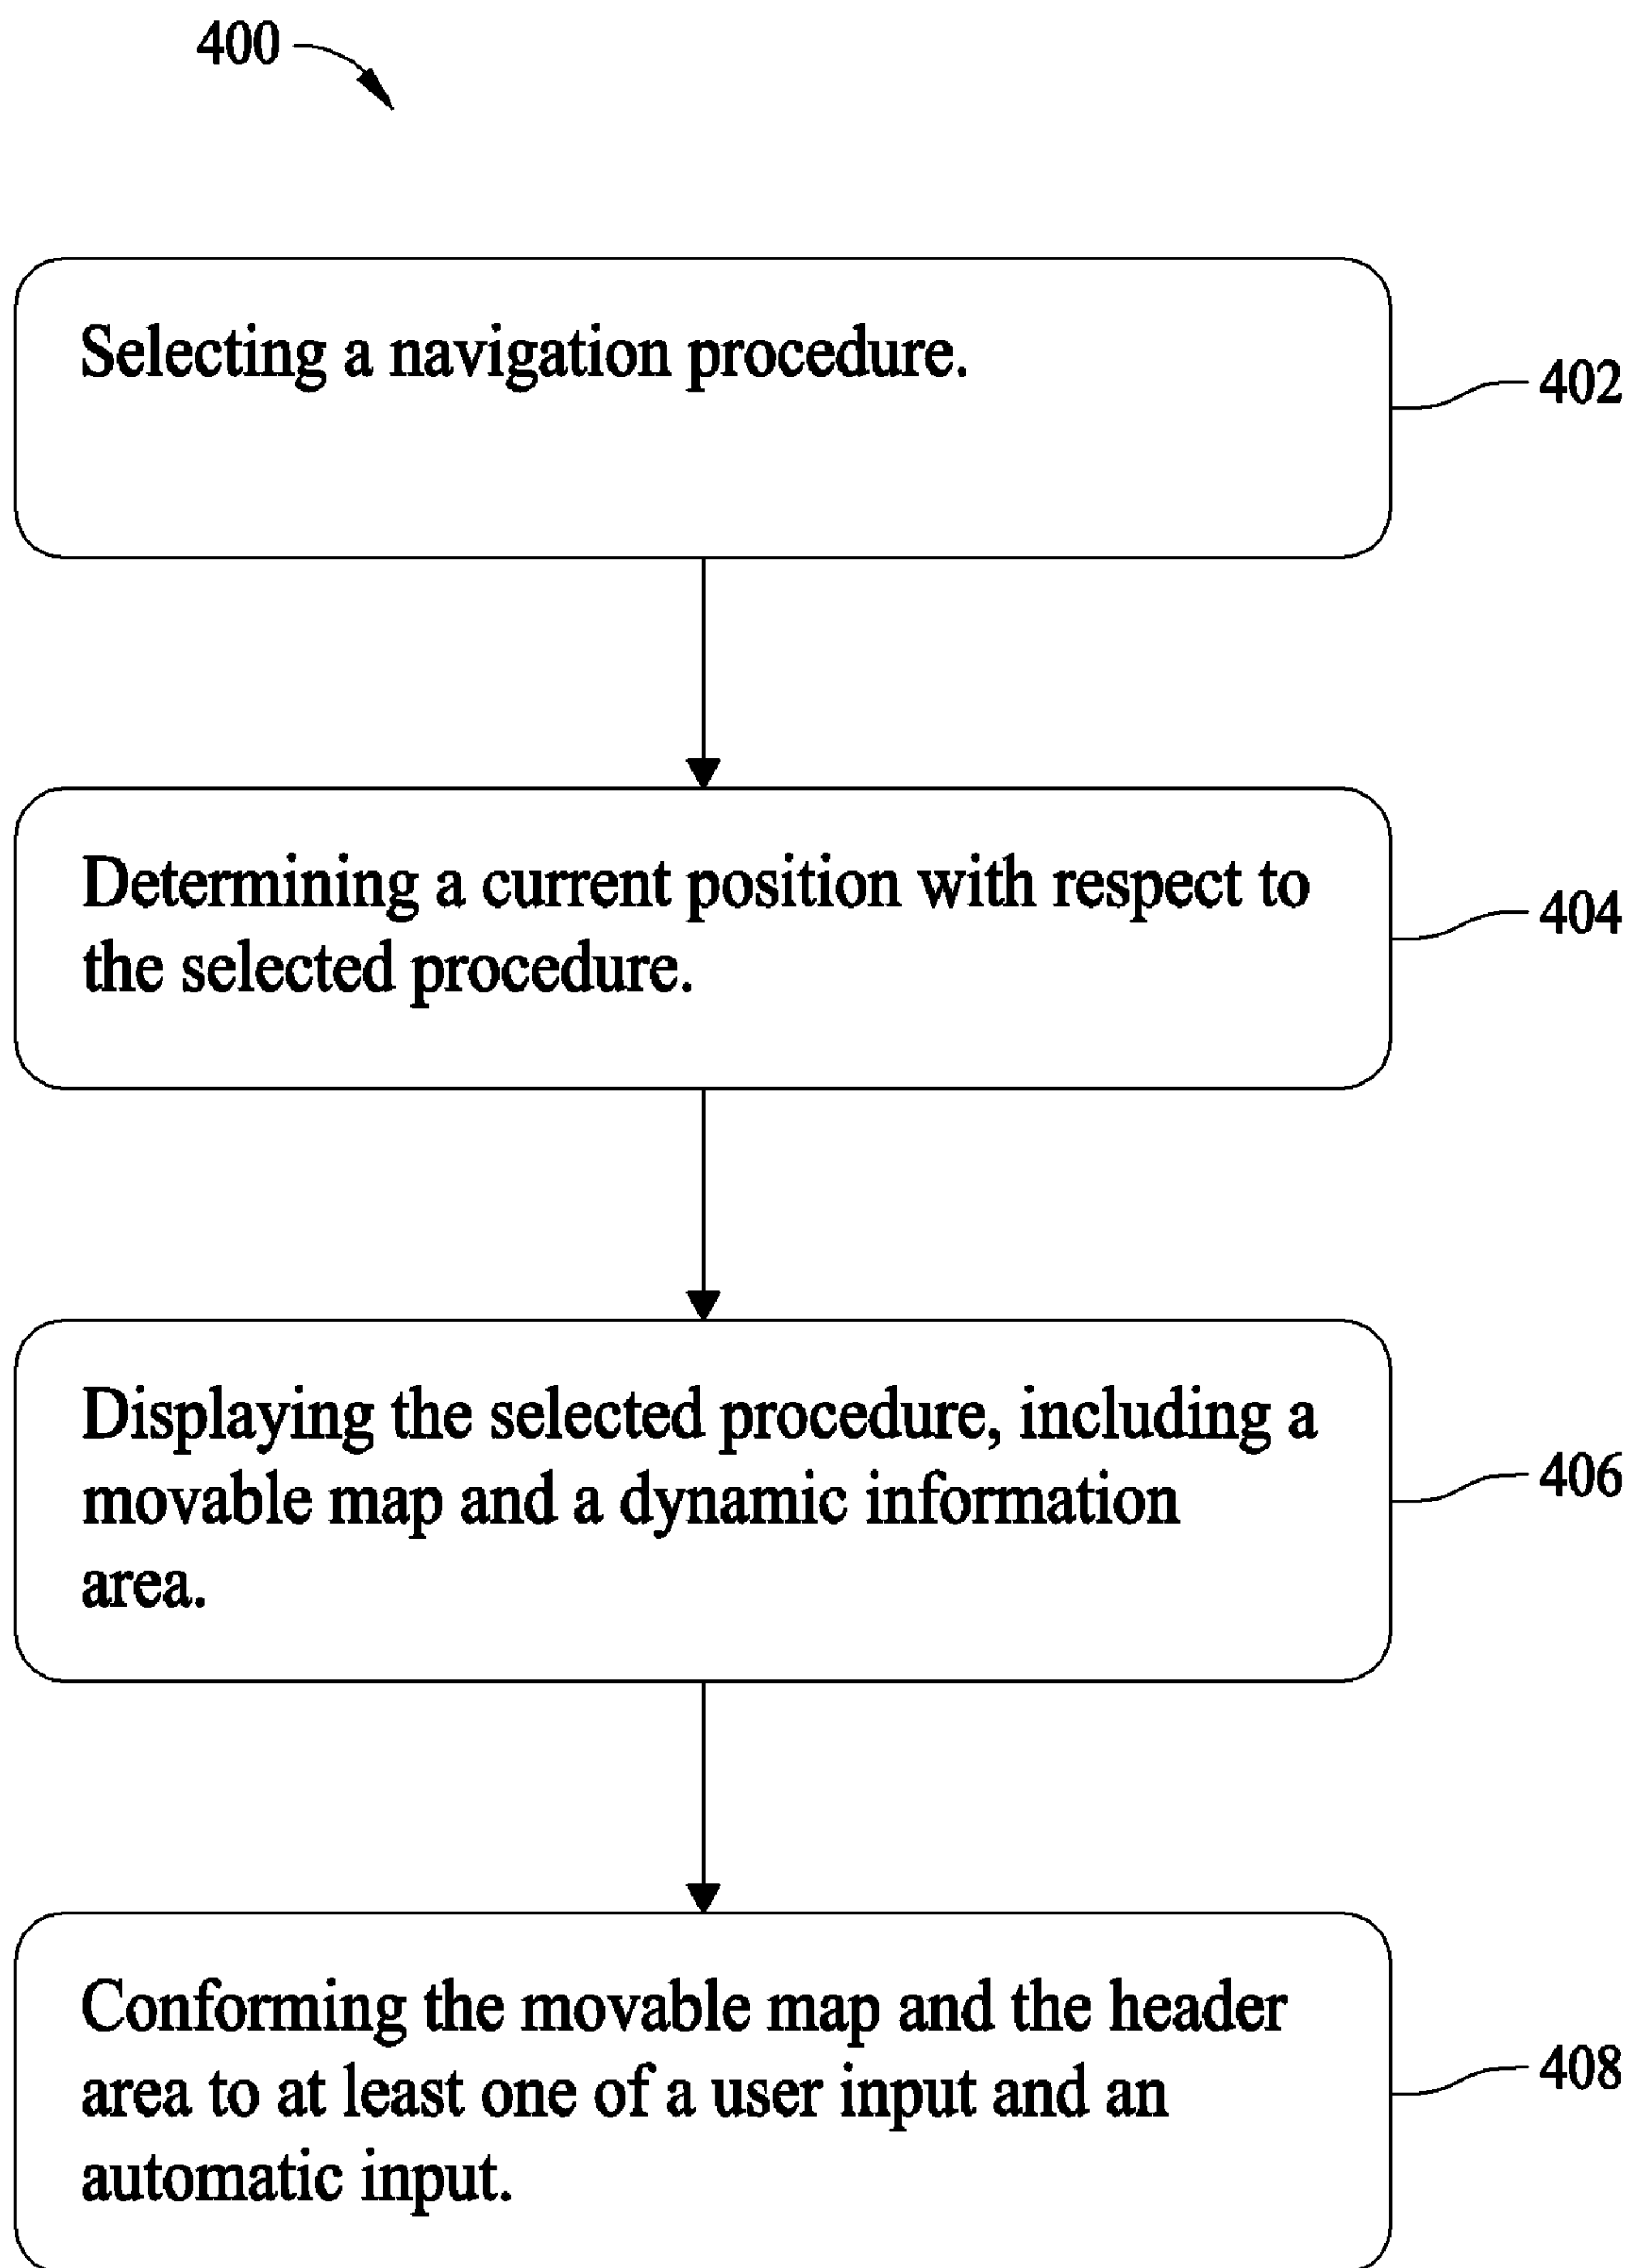 400
Selecting a navigation procedure.
402
Determining a current position with respect to
the selected procedure.
404
Displaying the selected procedure, including a
movable map and a dynamic information
area.
406
Conforming the movable map and the header
area to at least one of a user input and an
automatic input.
408